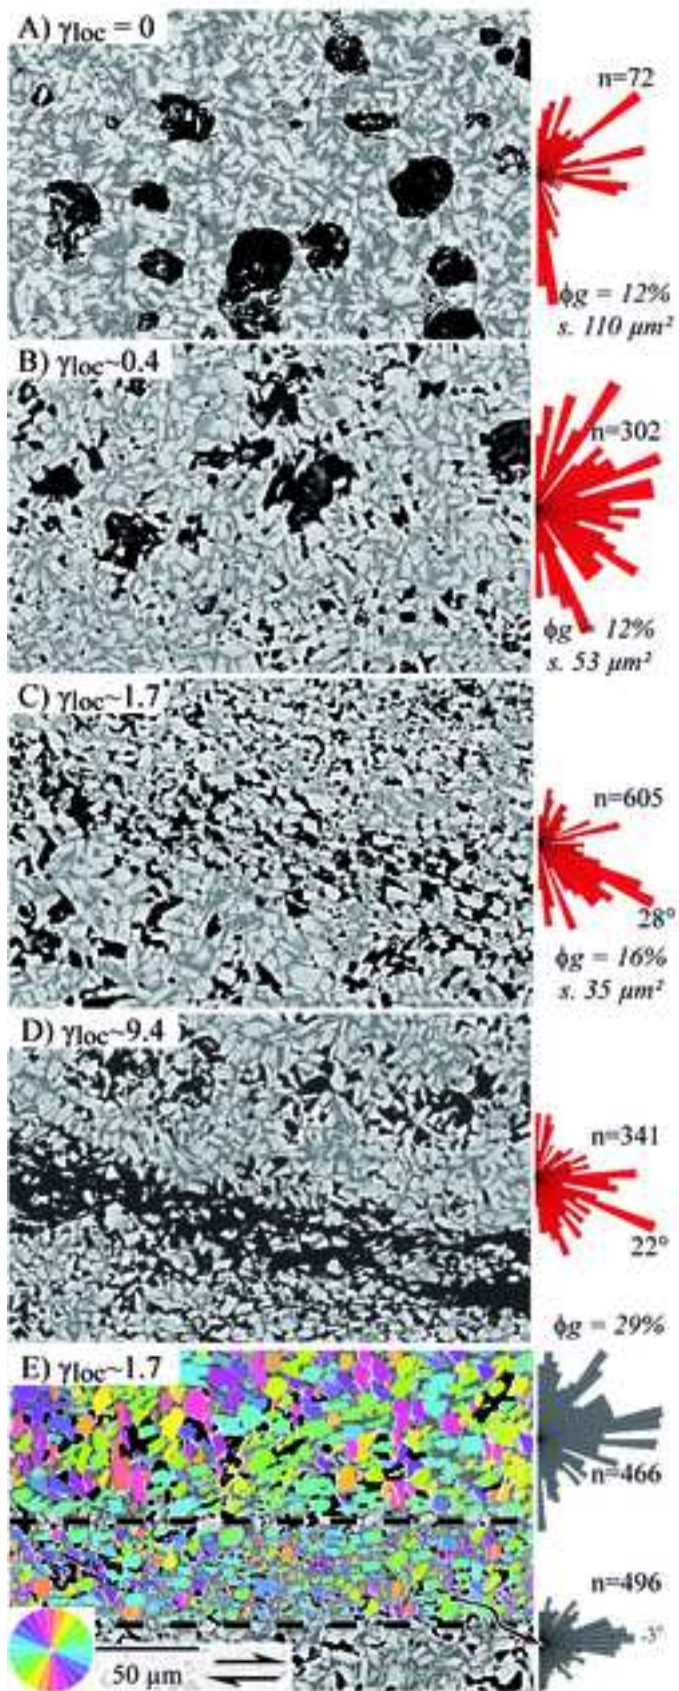 A) γloc = 0
n=72
ϕg = 12%
s. 110 µm²
B) γloc~0.4
n=302
ϕg = 12%
s. 53 µm²
C) γloc~1.7
n=605
28°
ϕg = 16%
s. 35 µm²
D) γloc~9.4
n=341
22°
ϕg = 29%
E) γloc~1.7
n=466
n=496
-3°
50 µm